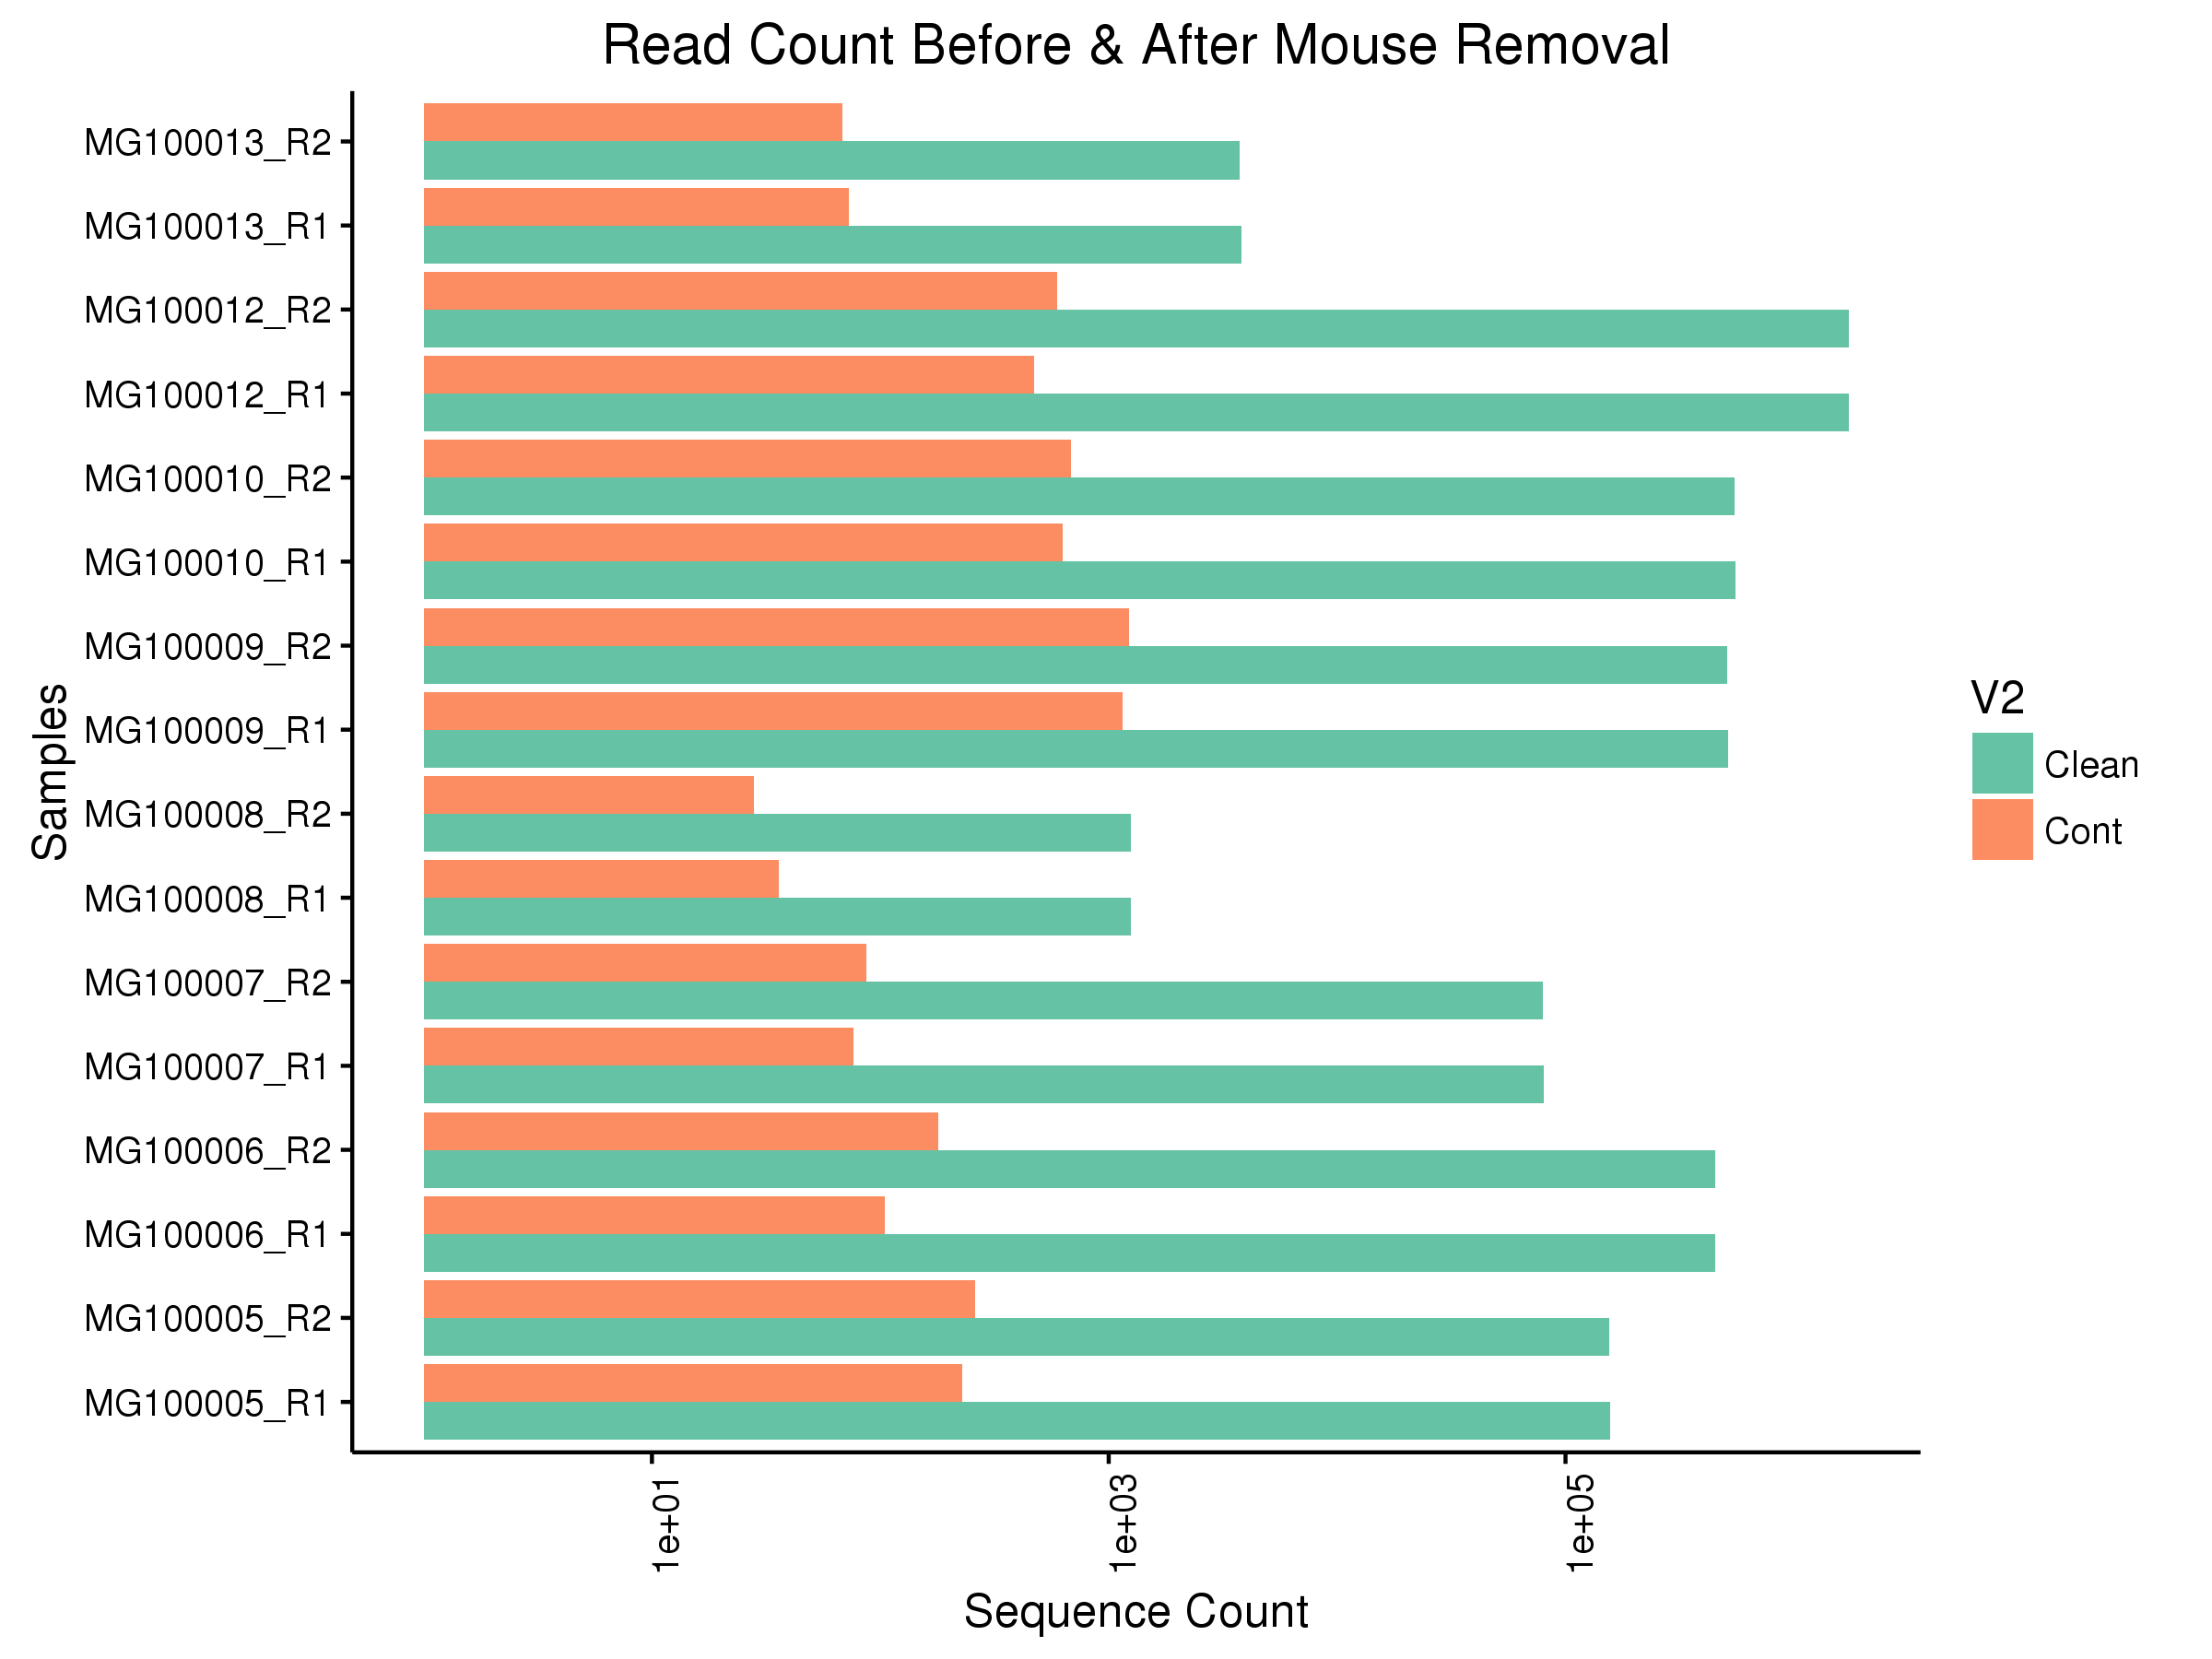 Read Count Before & After Mouse Removal
MG100013_R2
MG100013_R1
MG100012_R2
MG100012_R1
MG100010_R2
MG100010_R1
MG100009_R2
MG100009_R1
MG100008_R2
MG100008_R1
MG100007_R2
MG100007_R1
MG100006_R2
MG100006_R1
MG100005_R2
MG100005_R1
Samples
1e+01
1e+03
1e+05
Sequence Count
V2
Clean
Cont